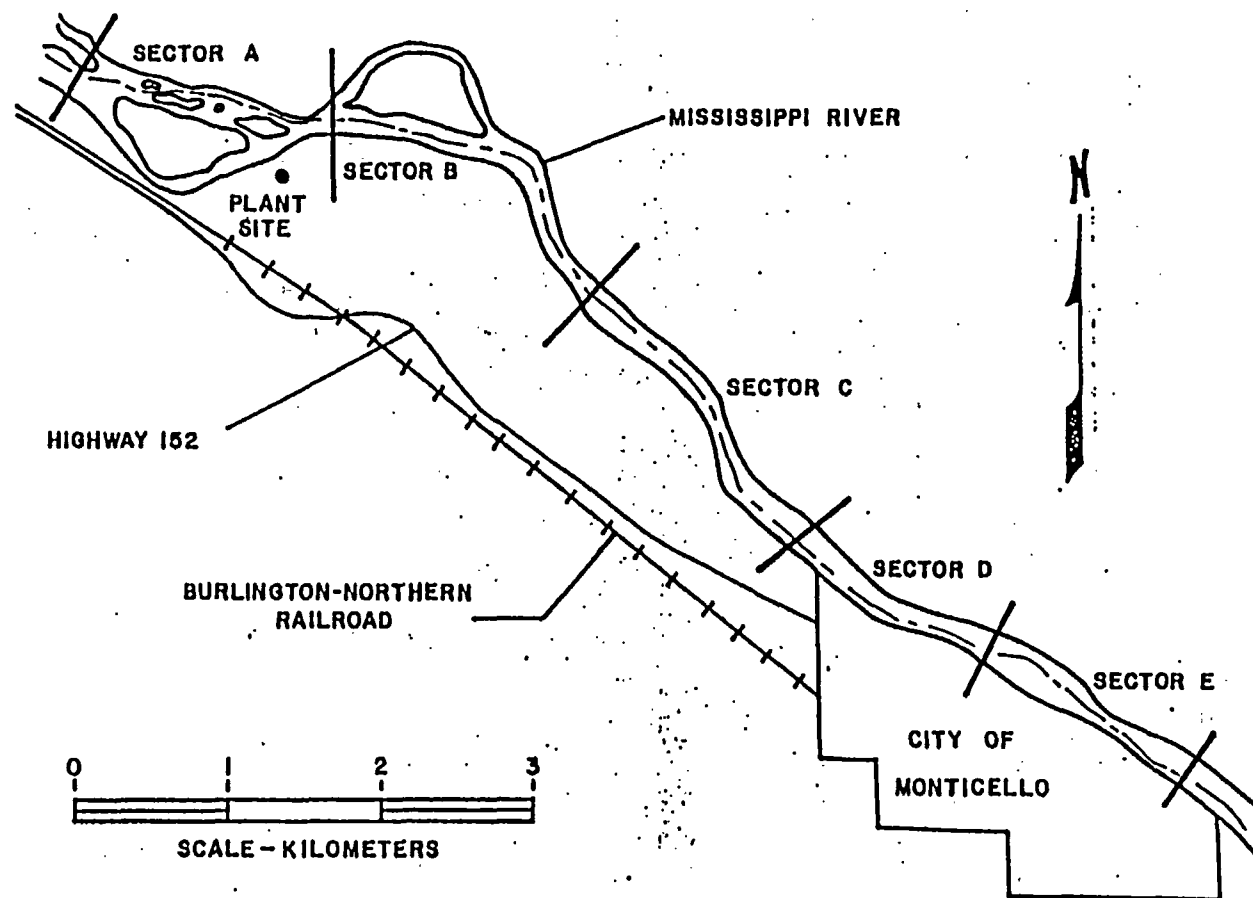 SECTOR A
MISSISSIPPI RIVER
SECTOR B
PLANT
SITE
N
SECTOR C
HIGHWAY 152
SECTOR D
BURLINGTON-NORTHERN
RAILROAD
SECTOR E
CITY OF
MONTICELLO
0 1 2 3
SCALE-KILOMETERS